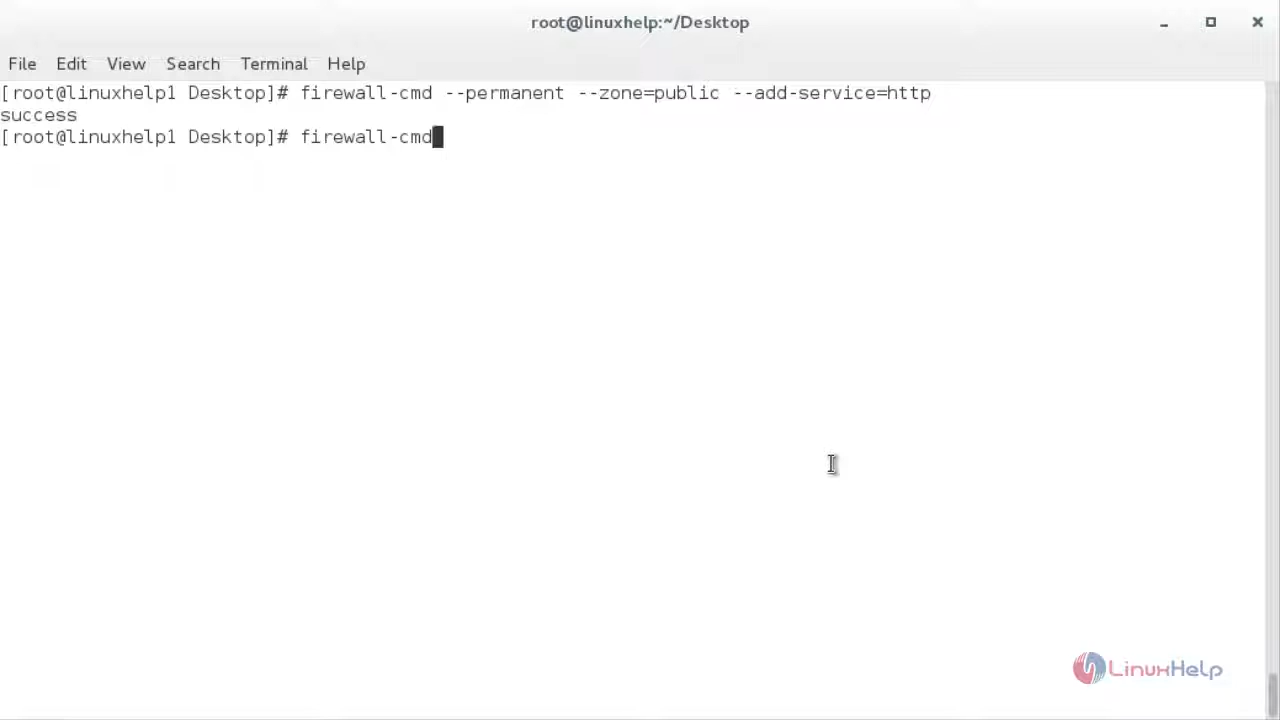 root@linuxhelp:~/Desktop
File Edit View Search Terminal Help
[root@linuxhelp1 Desktop]# firewall-cmd --permanent --zone=public --add-service=http
success
[root@linuxhelp1 Desktop]# firewall-cmd
LinuxHelp